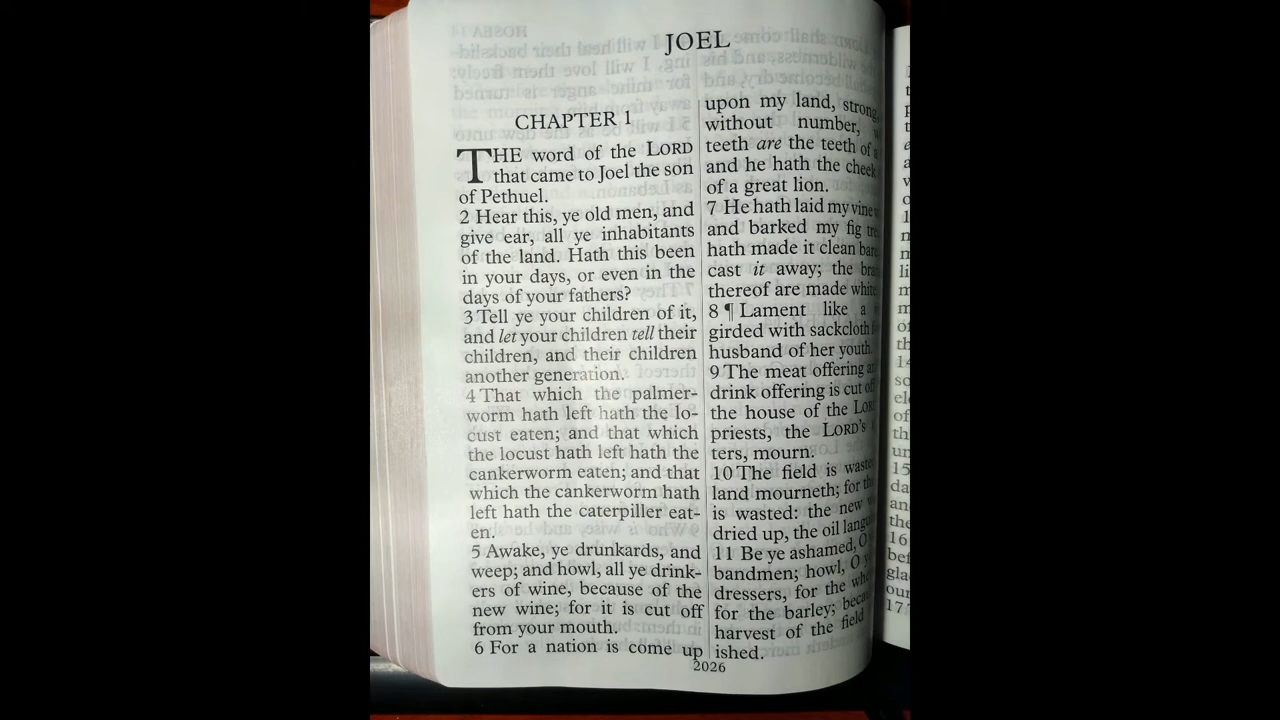 JOEL
CHAPTER 1
THE word of the LORD
that came to Joel the son
of Pethuel.
2 Hear this, ye old men, and
give ear, all ye inhabitants
of the land. Hath this been
in your days, or even in the
days of your fathers?
3 Tell ye your children of it,
and let your children tell their
children, and their children
another generation.
4 That which the palmer-
worm hath left hath the lo-
cust eaten; and that which
the locust hath left hath the
cankerworm eaten; and that
which the cankerworm hath
left hath the caterpiller eat-
en.
5 Awake, ye drunkards, and
weep; and howl, all ye drink-
ers of wine, because of the
new wine; for it is cut off
from your mouth.
6 For a nation is come up
upon my land, strong,
without number,
teeth are the teeth of a
and he hath the cheek
of a great lion.
7 He hath laid my vine
and barked my fig tree
hath made it clean bare
cast it away; the
thereof are made white
8 ¶ Lament like a
girded with sackcloth
husband of her youth.
9 The meat offering
drink offering is cut off
the house of the LORD
priests, the LORD'S
ters, mourn.
10 The field is
land mourneth; for the
is wasted: the new
dried up, the oil
11 Be ye ashamed, O
bandmen; howl, O
dressers, for the
for the barley;
harvest of the field
ished.
2026